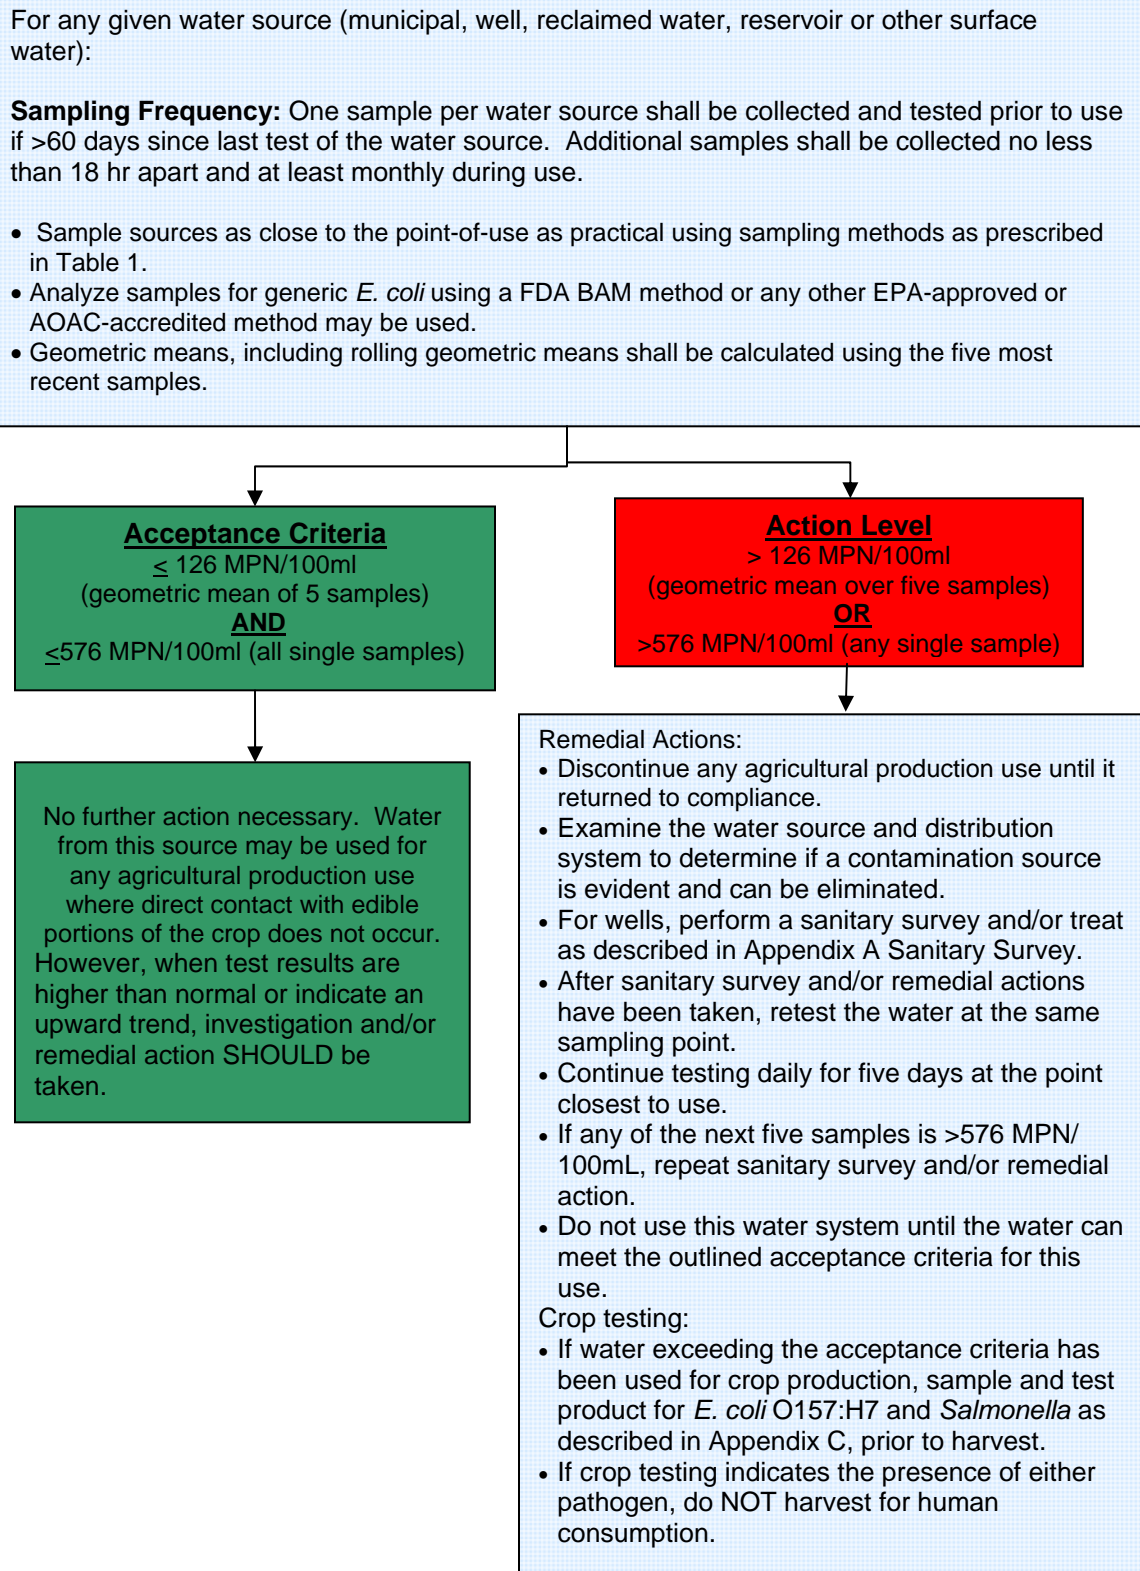 For any given water source (municipal, well, reclaimed water, reservoir or other surface
water):
Sampling Frequency: One sample per water source shall be collected and tested prior to use
if >60 days since last test of the water source. Additional samples shall be collected no less
than 18 hr apart and at least monthly during use.
• Sample sources as close to the point-of-use as practical using sampling methods as prescribed
in Table 1.
• Analyze samples for generic E. coli using a FDA BAM method or any other EPA-approved or
AOAC-accredited method may be used.
• Geometric means, including rolling geometric means shall be calculated using the five most
recent samples.
Acceptance Criteria
< 126 MPN/100ml
(geometric mean of 5 samples)
AND
<576 MPN/100ml (all single samples)
No further action necessary. Water
from this source may be used for
any agricultural production use
where direct contact with edible
portions of the crop does not occur.
However, when test results are
higher than normal or indicate an
upward trend, investigation and/or
remedial action SHOULD be
taken.
Action Level
> 126 MPN/100ml
(geometric mean over five samples)
OR
>576 MPN/100ml (any single sample)
Remedial Actions:
• Discontinue any agricultural production use until it
returned to compliance.
• Examine the water source and distribution
system to determine if a contamination source
is evident and can be eliminated.
• For wells, perform a sanitary survey and/or treat
as described in Appendix A Sanitary Survey.
• After sanitary survey and/or remedial actions
have been taken, retest the water at the same
sampling point.
• Continue testing daily for five days at the point
closest to use.
• If any of the next five samples is >576 MPN/
100mL, repeat sanitary survey and/or remedial
action.
• Do not use this water system until the water can
meet the outlined acceptance criteria for this
use.
Crop testing:
• If water exceeding the acceptance criteria has
been used for crop production, sample and test
product for E. coli O157:H7 and Salmonella as
described in Appendix C, prior to harvest.
• If crop testing indicates the presence of either
pathogen, do NOT harvest for human
consumption.